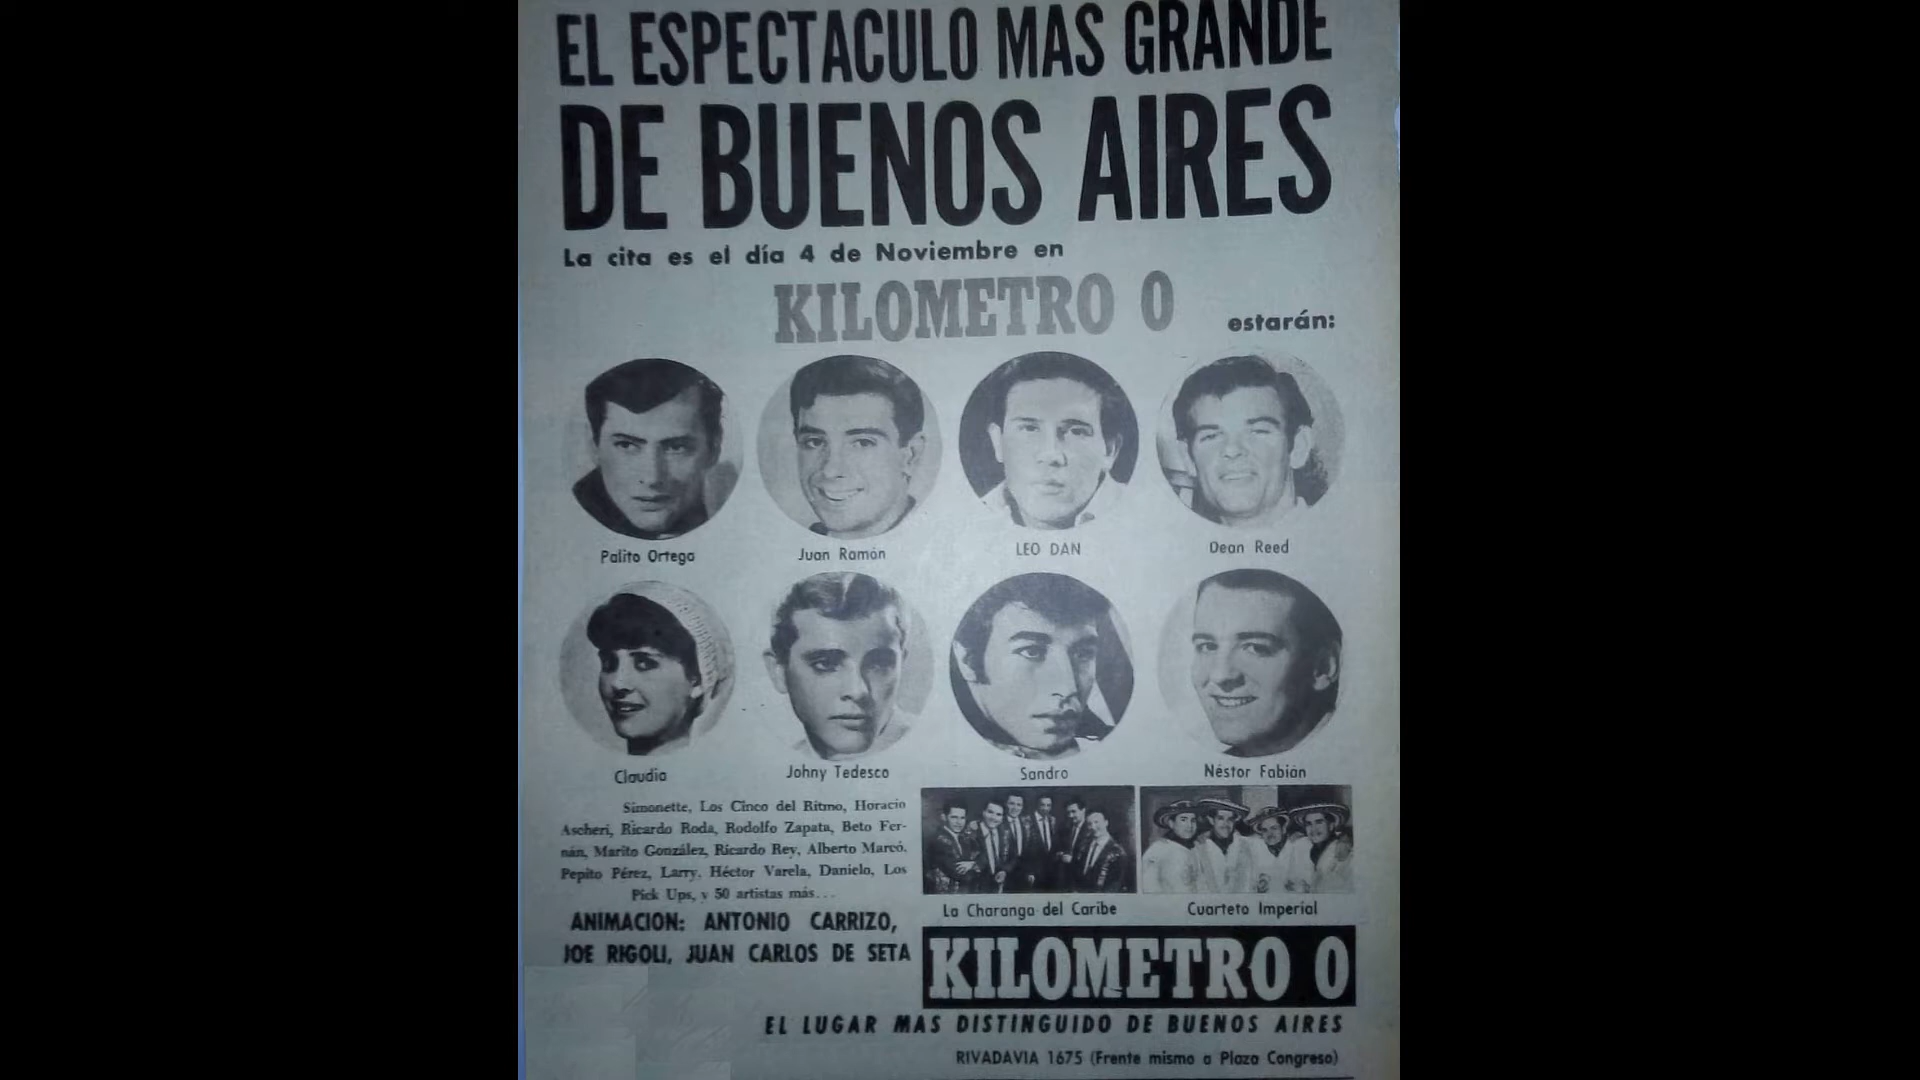 EL ESPECTACULO MAS GRANDE
DE BUENOS AIRES
La cita es el día 4 de Noviembre en
KILOMETRO 0
estarán:
Palito Ortega
Juan Ramón
LEO DAN
Dean Reed
Claudia
Johny Tedesco
Sandro
Néstor Fabián
Simonette, Los Cinco del Ritmo, Horacio
Ascheri, Ricardo Roda, Rodolfo Zapata, Beto Fer-
nán, Marito González, Ricardo Rey, Alberto Marcó,
Pepito Pérez, Larry, Héctor Varela, Danielo, Los
Pick Ups, y 50 artistas más...
ANIMACION: ANTONIO CARRIZO,
JOE RIGOLI, JUAN CARLOS DE SETA
La Charanga del Caribe
Cuarteto Imperial
KILOMETRO 0
EL LUGAR MAS DISTINGUIDO DE BUENOS AIRES
RIVADAVIA 1675 (Frente mismo a Plaza Congreso)